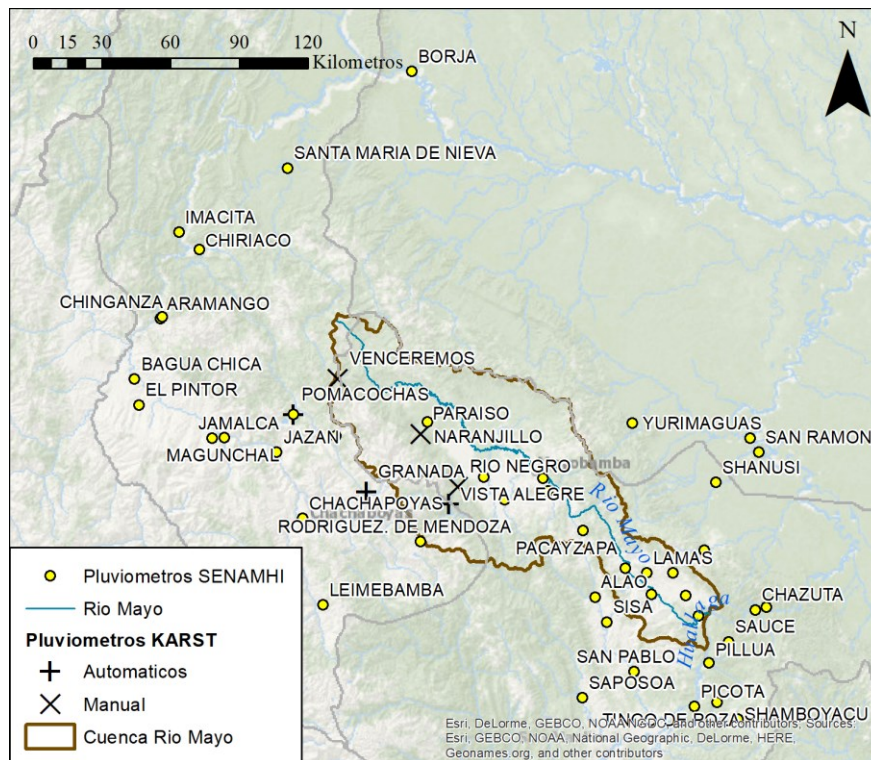 0 15 30 60 90 120
Kilometros
N
BORJA
SANTA MARIA DE NIEVA
IMACITA
CHIRIACO
CHINGANZA ARAMANGO
VENCEREMOS
BAGUA CHICA
POMACOCHAS
EL PINTOR
PARAISO
YURIMAGUAS
JAMALCA
JAZAN
NARANJILLO
SAN RAMON
MAGUNCHAL
GRANADA
RIO NEGRO
SHANUSI
CHACHAPOYAS
VISTA ALEGRE
Rio Mayo
RODRIGUEZ. DE MENDOZA
PACAYZAPA
LAMAS
ALAO
LEIMEBAMBA
SISA
CHAZUTA
Huallaga
SAUCE
SAN PABLO
PILLUA
SAPOSOA
PICOTA
TINGO DE POZA
SHAMBOYACU
Pluviometros SENAMHI
Rio Mayo
Pluviometros KARST
Automaticos
Manual
Cuenca Rio Mayo
Esri, DeLorme, GEBCO, NOAA NGDC, and other contributors, Sources:
Esri, GEBCO, NOAA, National Geographic, DeLorme, HERE,
Geonames.org, and other contributors